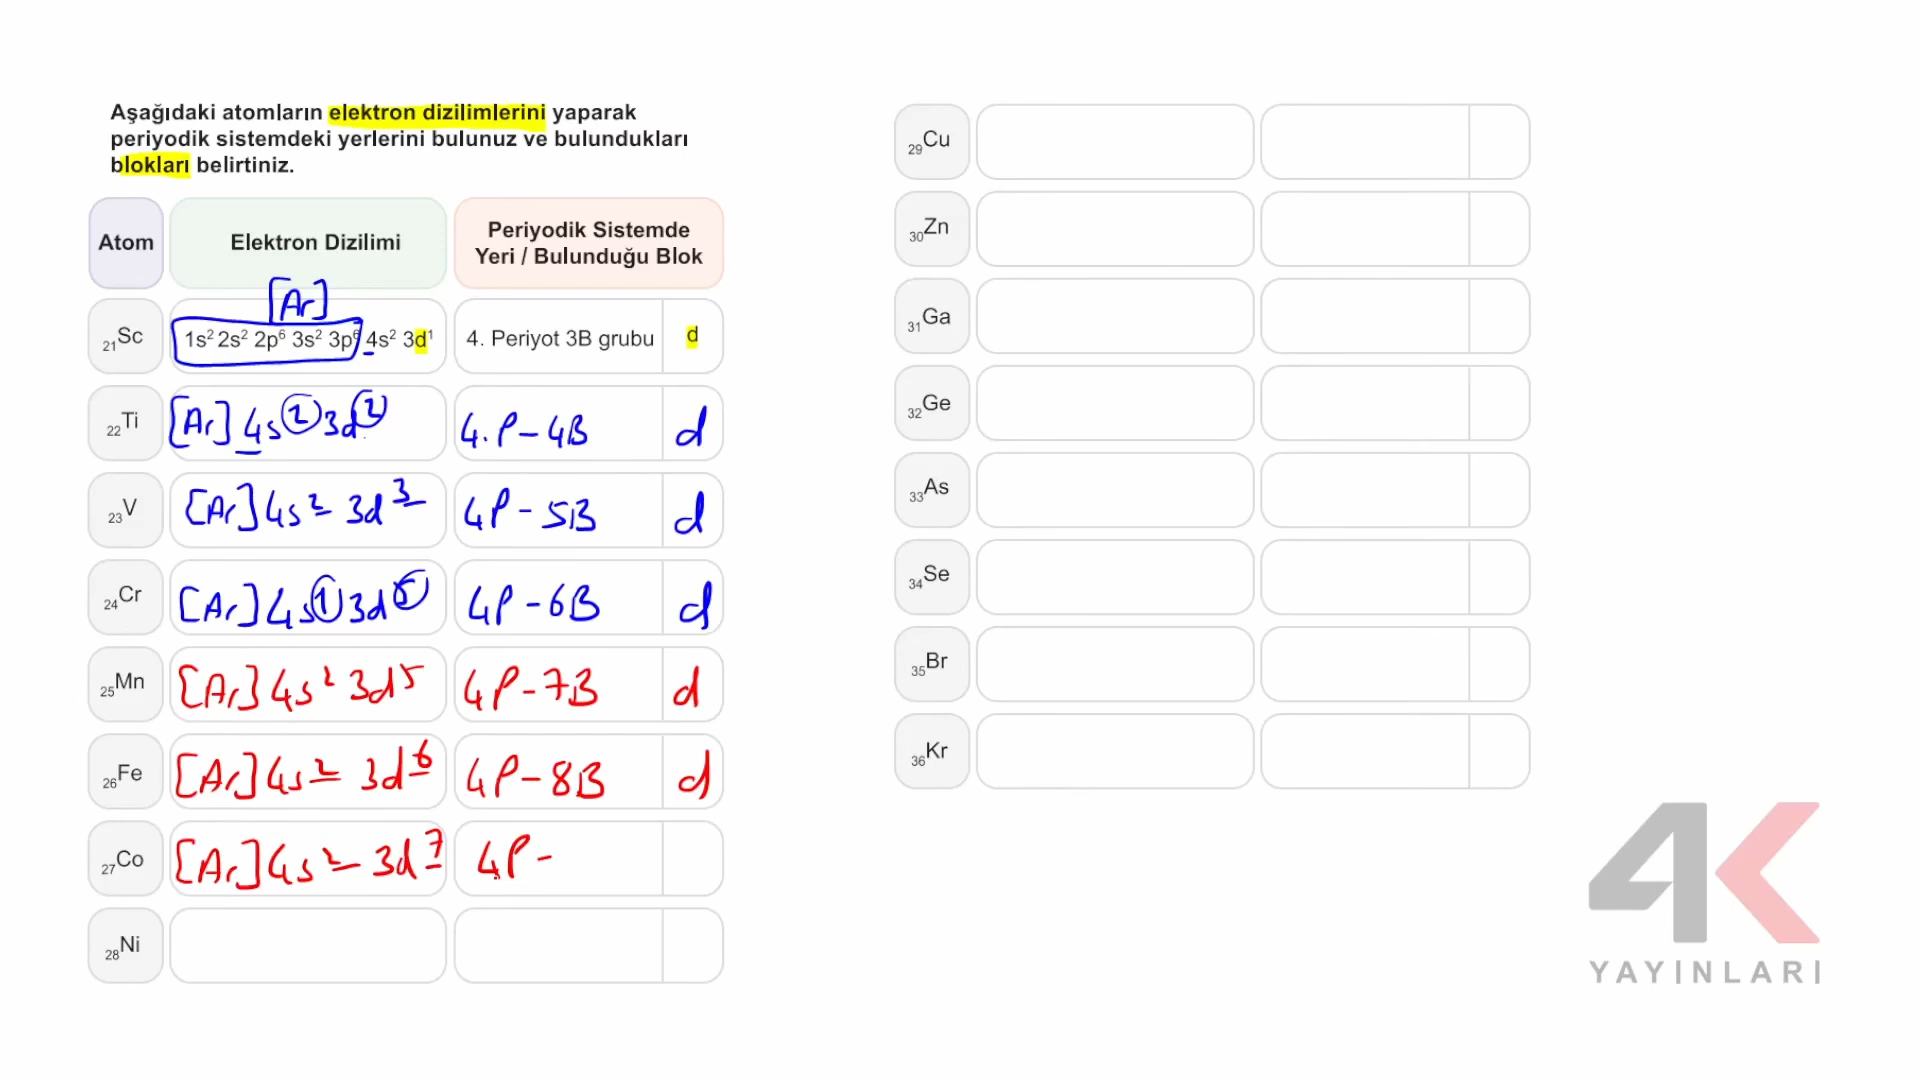 Aşağıdaki atomların elektron dizilimlerini yaparak
periyodik sistemdeki yerlerini bulunuz ve bulundukları
blokları belirtiniz.
Atom
Elektron Dizilimi
Periyodik Sistemde
Yeri / Bulunduğu Blok
[Ar]
₂₁Sc 1s² 2s² 2p⁶ 3s² 3p⁶ 4s² 3d¹ 4. Periyot 3B grubu d
₂₂Ti [Ar] 4s² 3d² 4.P-4B d
₂₃V [Ar] 4s² 3d³ 4P-5B d
₂₄Cr [Ar] 4s¹ 3d⁵ 4P-6B d
₂₅Mn [Ar] 4s² 3d⁵ 4P-7B d
₂₆Fe [Ar] 4s² 3d⁶ 4P-8B d
₂₇Co [Ar] 4s² 3d⁷ 4P-
₂₈Ni
₂₉Cu
₃₀Zn
₃₁Ga
₃₂Ge
₃₃As
₃₄Se
₃₅Br
₃₆Kr
4K
YAYINLARI